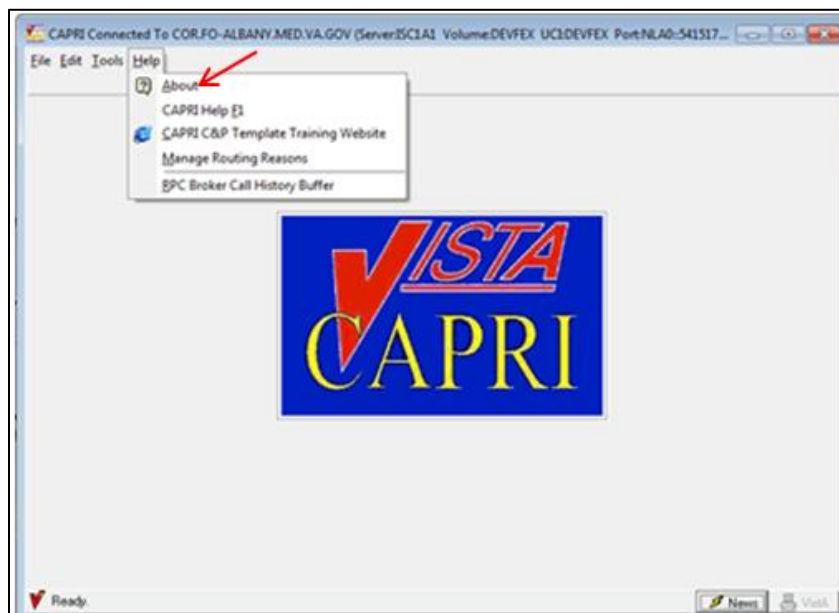 CAPRI Connected To COR.FO-ALBANY.MED.VA.GOV (Server:ISC1A1 Volume:DEVFEX UCI:DEVFEX Port:NLA0:-541517...
File Edit Tools Help
About
CAPRI Help F1
CAPRI C&P Template Training Website
Manage Routing Reasons
RPC Broker Call History Buffer
VISTA
CAPRI
Ready.
News VistA